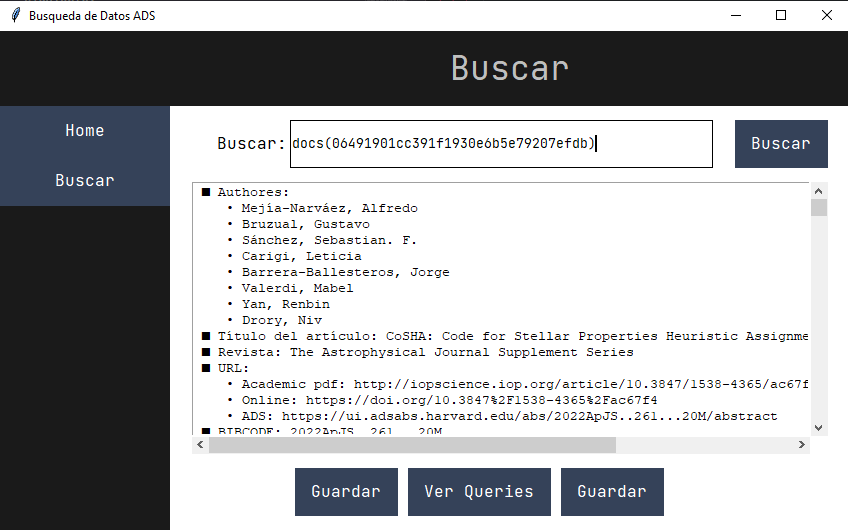 Busqueda de Datos ADS
Buscar
Home
Buscar
Buscar: docs(06491901cc391f1930e6b5e79207efdb) Buscar
■ Authores:
• Mejía-Narváez, Alfredo
• Bruzual, Gustavo
• Sánchez, Sebastian. F.
• Carigi, Leticia
• Barrera-Ballesteros, Jorge
• Valerdi, Mabel
• Yan, Renbin
• Drory, Niv
■ Título del artículo: CoSHA: Code for Stellar Properties Heuristic Assignme
■ Revista: The Astrophysical Journal Supplement Series
■ URL:
• Academic pdf: http://iopscience.iop.org/article/10.3847/1538-4365/ac67f
• Online: https://doi.org/10.3847%2F1538-4365%2Fac67f4
• ADS: https://ui.adsabs.harvard.edu/abs/2022ApJS..261...20M/abstract
■ BIBCODE: 2022ApJS..261...20M
Guardar Ver Queries Guardar